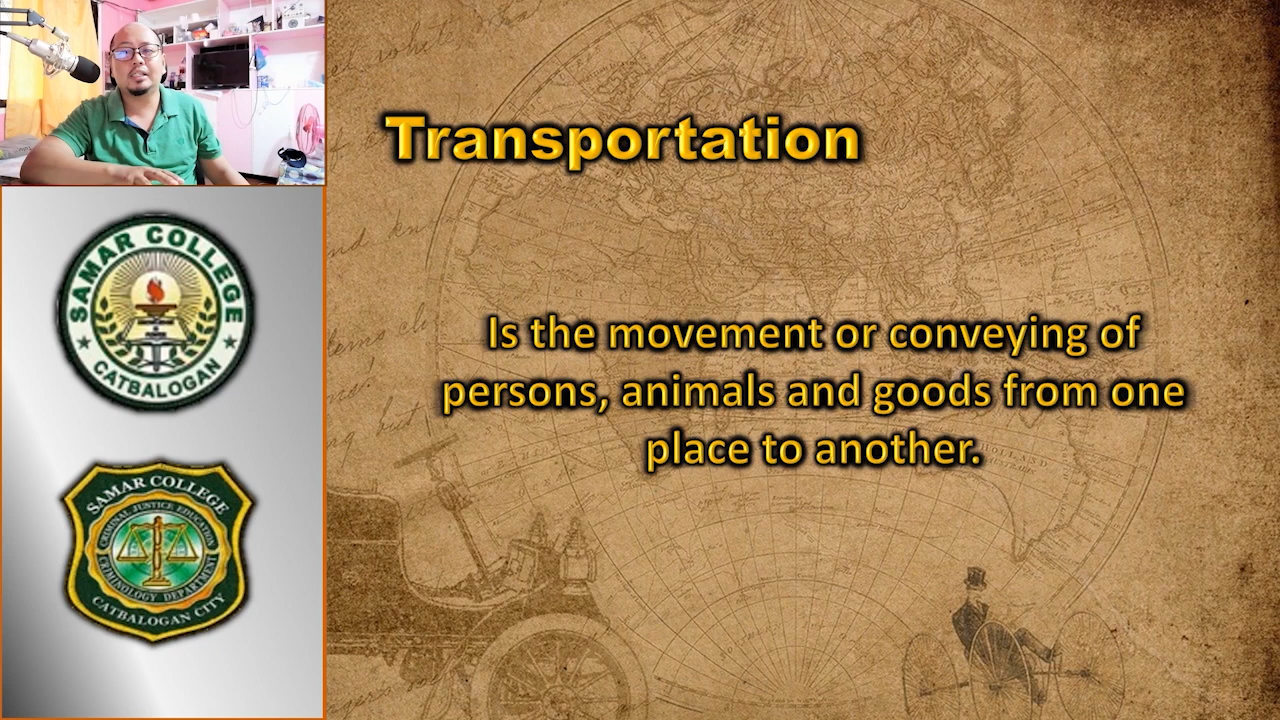 Transportation
Is the movement or conveying of
persons, animals and goods from one
place to another.
SAMAR COLLEGE
CATBALOGAN
SAMAR COLLEGE
CRIMINAL JUSTICE EDUCATION
CRIMINOLOGY DEPARTMENT
CATBALOGAN CITY